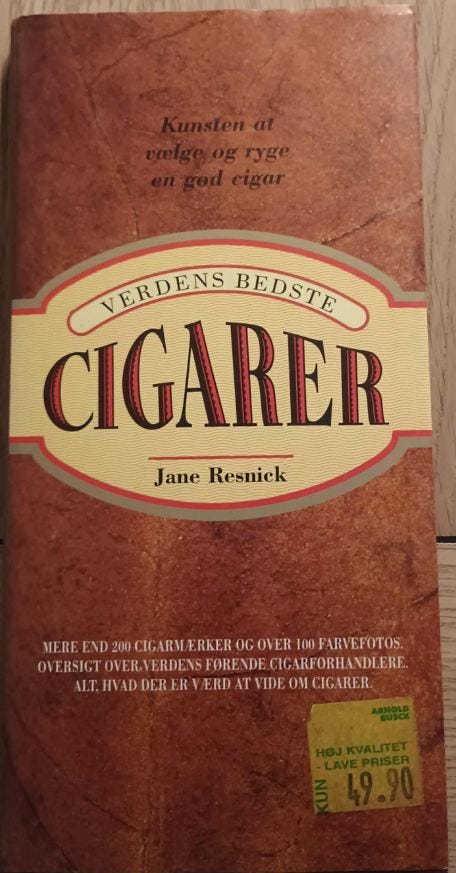 Kunsten at
vælge og ryge
en god cigar
VERDENS BEDSTE
CIGARER
Jane Resnick
MERE END 200 CIGARMÆRKER OG OVER 100 FARVEFOTOS.
OVERSIGT OVER VERDENS FØRENDE CIGARFORHANDLERE.
ALT, HVAD DER ER VÆRD AT VIDE OM CIGARER.
ARNOLD
BUSCK
HØJ KVALITET
- LAVE PRISER
KUN 49.90